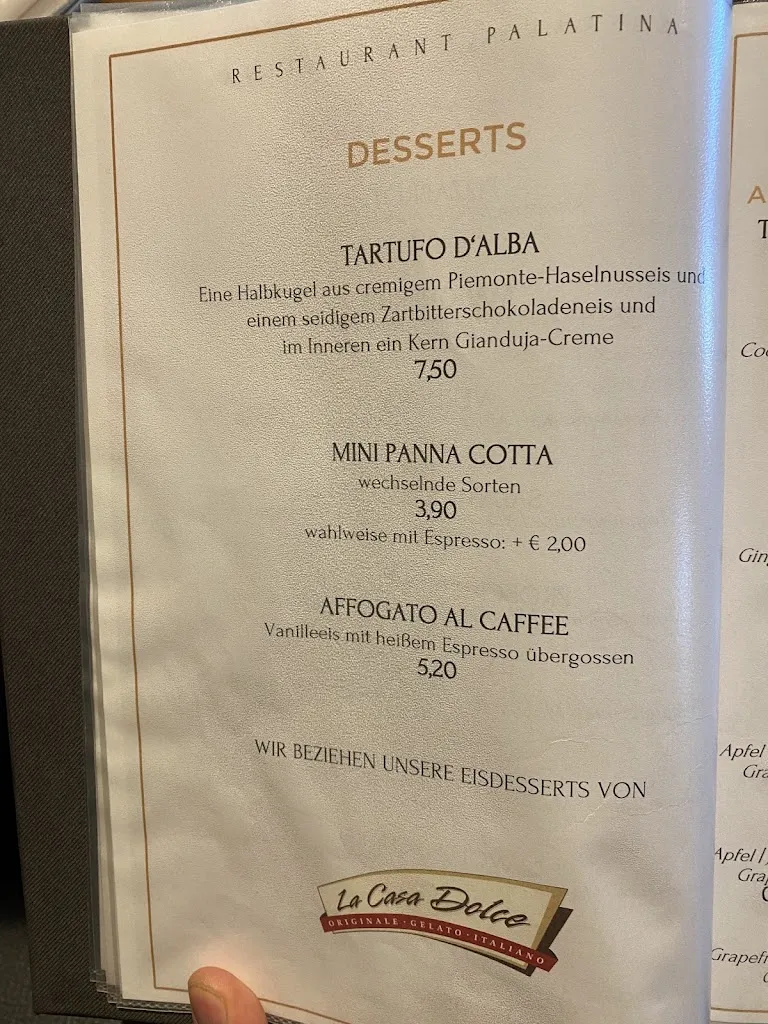 RESTAURANT PALATINA
DESSERTS
TARTUFO D'ALBA
Eine Halbkugel aus cremigem Piemonte-Haselnusseis und
einem seidigem Zartbitterschokoladeneis und
im Inneren ein Kern Gianduja-Creme
7,50
MINI PANNA COTTA
wechselnde Sorten
3,90
wahlweise mit Espresso: + € 2,00
AFFOGATO AL CAFFEE
Vanilleeis mit heißem Espresso übergossen
5,20
WIR BEZIEHEN UNSERE EISDESSERTS VON
La Casa Dolce
ORIGINALE · GELATO · ITALIANO
Apfel
Apfel |